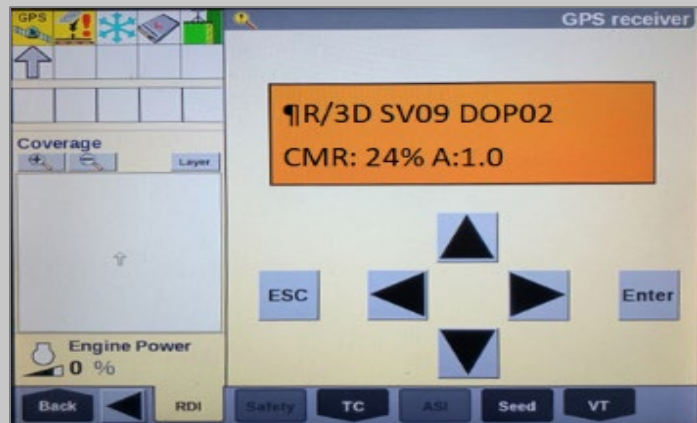 GPS
GPS receiver
¶R/3D SV09 DOP02
CMR: 24% A:1.0
Coverage
Layer
ESC
Enter
Engine Power
0 %
Back
RDI
Safety
TC
ASI
Seed
VT